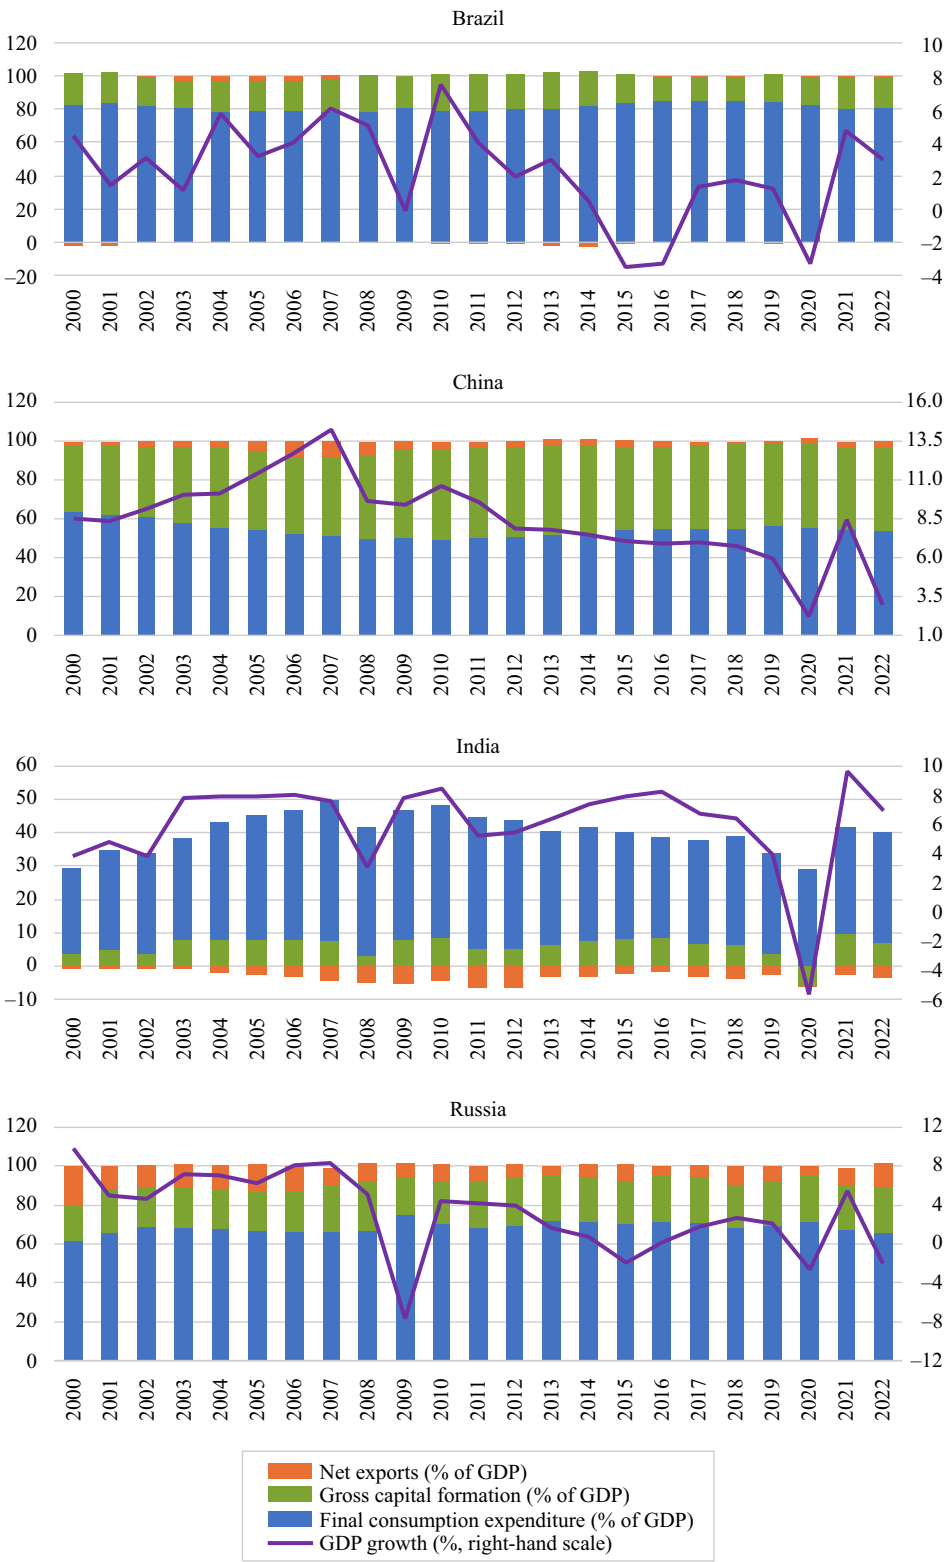 Brazil
120 10
100 8
80 6
60 4
40 2
20 0
0 –2
–20 –4
2000 2001 2002 2003 2004 2005 2006 2007 2008 2009 2010 2011 2012 2013 2014 2015 2016 2017 2018 2019 2020 2021 2022
China
120 16.0
100 13.5
80 11.0
60 8.5
40 6.0
20 3.5
0 1.0
2000 2001 2002 2003 2004 2005 2006 2007 2008 2009 2010 2011 2012 2013 2014 2015 2016 2017 2018 2019 2020 2021 2022
India
60 10
50 8
40 6
30 4
20 2
10 0
0 –2
–10 –4
–6
2000 2001 2002 2003 2004 2005 2006 2007 2008 2009 2010 2011 2012 2013 2014 2015 2016 2017 2018 2019 2020 2021 2022
Russia
120 12
100 8
80 4
60 0
40 –4
20 –8
0 –12
2000 2001 2002 2003 2004 2005 2006 2007 2008 2009 2010 2011 2012 2013 2014 2015 2016 2017 2018 2019 2020 2021 2022
Net exports (% of GDP)
Gross capital formation (% of GDP)
Final consumption expenditure (% of GDP)
GDP growth (%, right-hand scale)